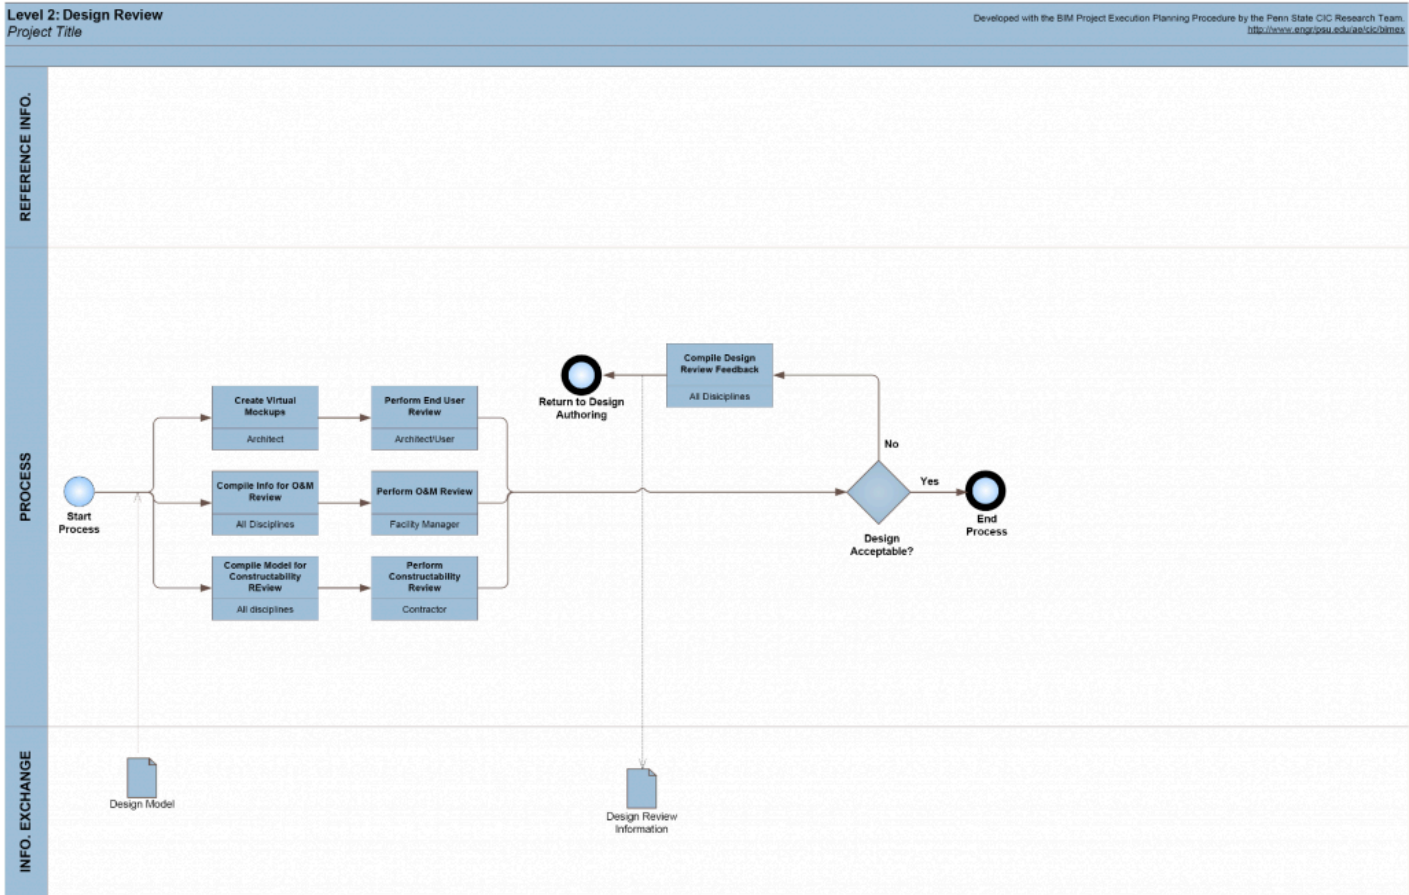 Level 2: Design Review
Project Title
Developed with the BIM Project Execution Planning Procedure by the Penn State CIC Research Team.
http://www.engr/psu.edu/ae/cic/bimex
REFERENCE INFO.
PROCESS
INFO. EXCHANGE
Start
Process
Create Virtual
Mockups
Architect
Perform End User
Review
Architect/User
Compile Info for O&M
Review
All Disciplines
Perform O&M Review
Facility Manager
Compile Model for
Constructability
REview
All disciplines
Perform
Constructability
Review
Contractor
Return to Design
Authoring
Compile Design
Review Feedback
All Disiciplines
No
Yes
Design
Acceptable?
End
Process
Design Model
Design Review
Information